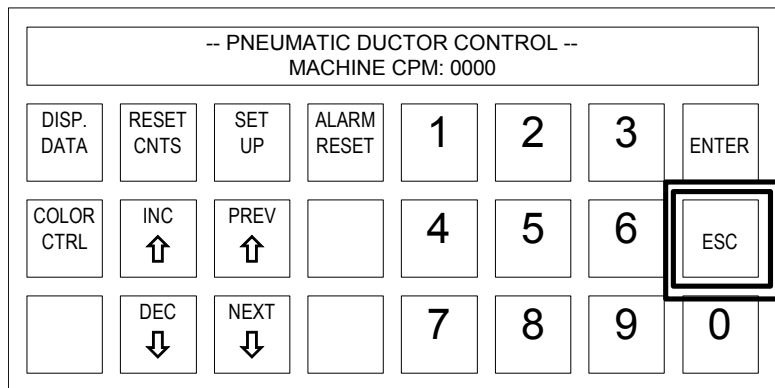 -- PNEUMATIC DUCTOR CONTROL --
MACHINE CPM: 0000
DISP.
DATA
RESET
CNTS
SET
UP
ALARM
RESET
1
2
3
ENTER
COLOR
CTRL
INC
PREV
4
5
6
ESC
DEC
NEXT
7
8
9
0